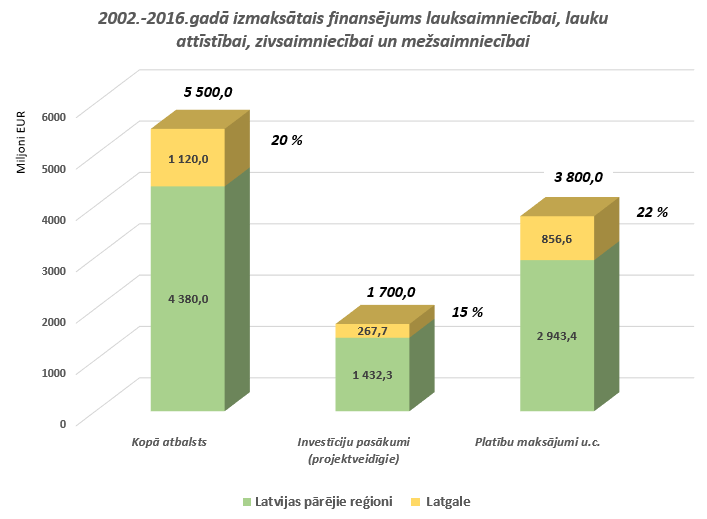 2002.-2016.gadā izmaksātais finansējums lauksaimniecībai, lauku
attīstībai, zivsaimniecībai un mežsaimniecībai
Miljoni EUR
6000
5000
4000
3000
2000
1000
0
5 500,0
20 %
1 120,0
4 380,0
1 700,0
15 %
267,7
1 432,3
3 800,0
22 %
856,6
2 943,4
Kopā atbalsts
Investīciju pasākumi
(projektveidīgie)
Platību maksājumi u.c.
Latvijas pārējie reģioni
Latgale